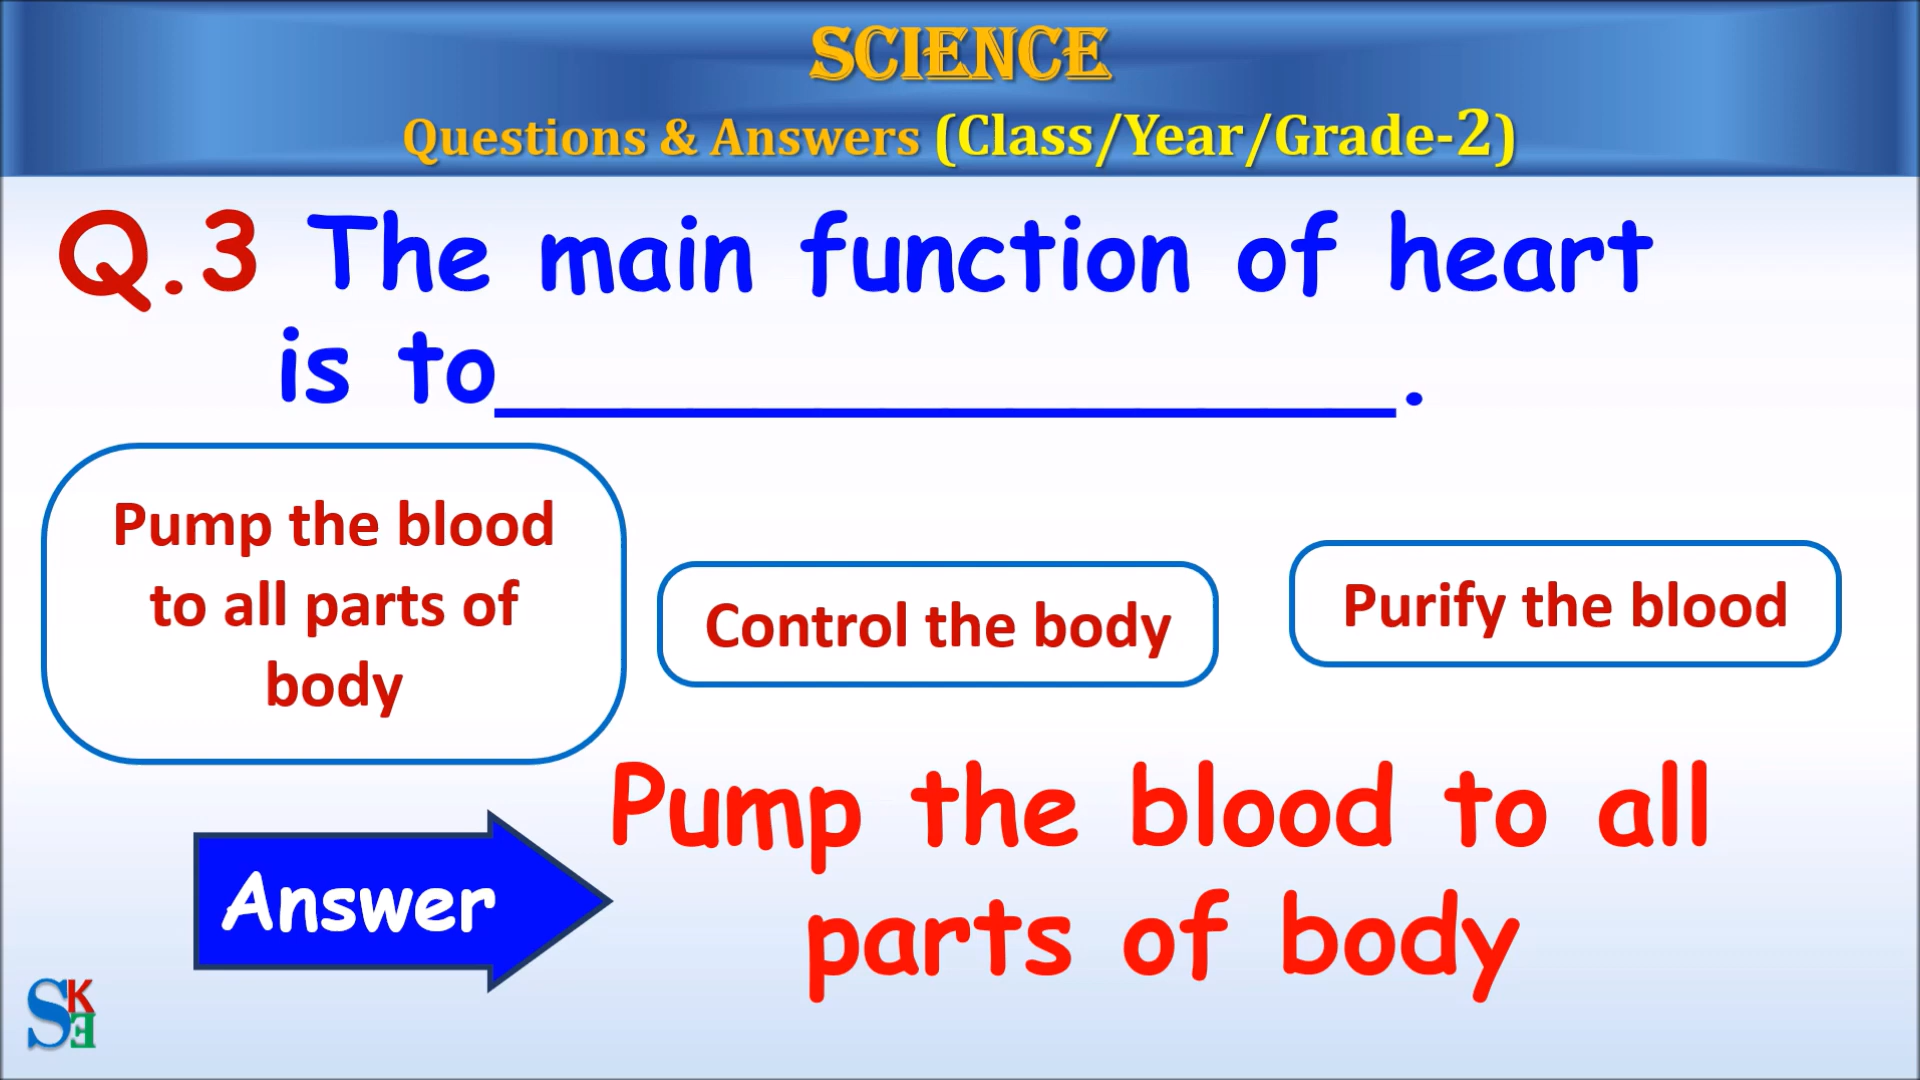 SCIENCE
Questions & Answers (Class/Year/Grade-2)
Q.3 The main function of heart
is to______________.
Pump the blood
to all parts of
body
Control the body
Purify the blood
Answer
Pump the blood to all
parts of body
SKE